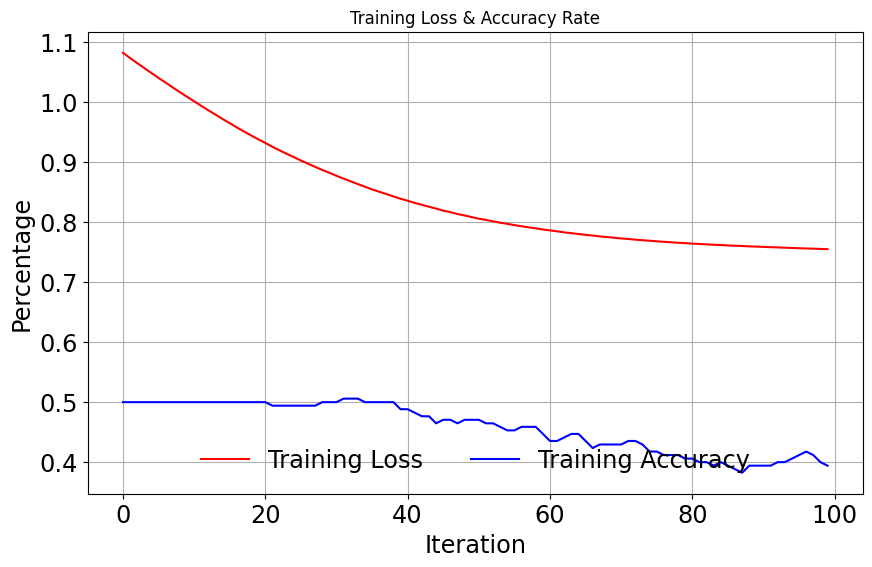 Training Loss & Accuracy Rate
1.1
1.0
0.9
0.8
0.7
0.6
0.5
0.4
Percentage
Training Loss Training Accuracy
0 20 40 60 80 100
Iteration